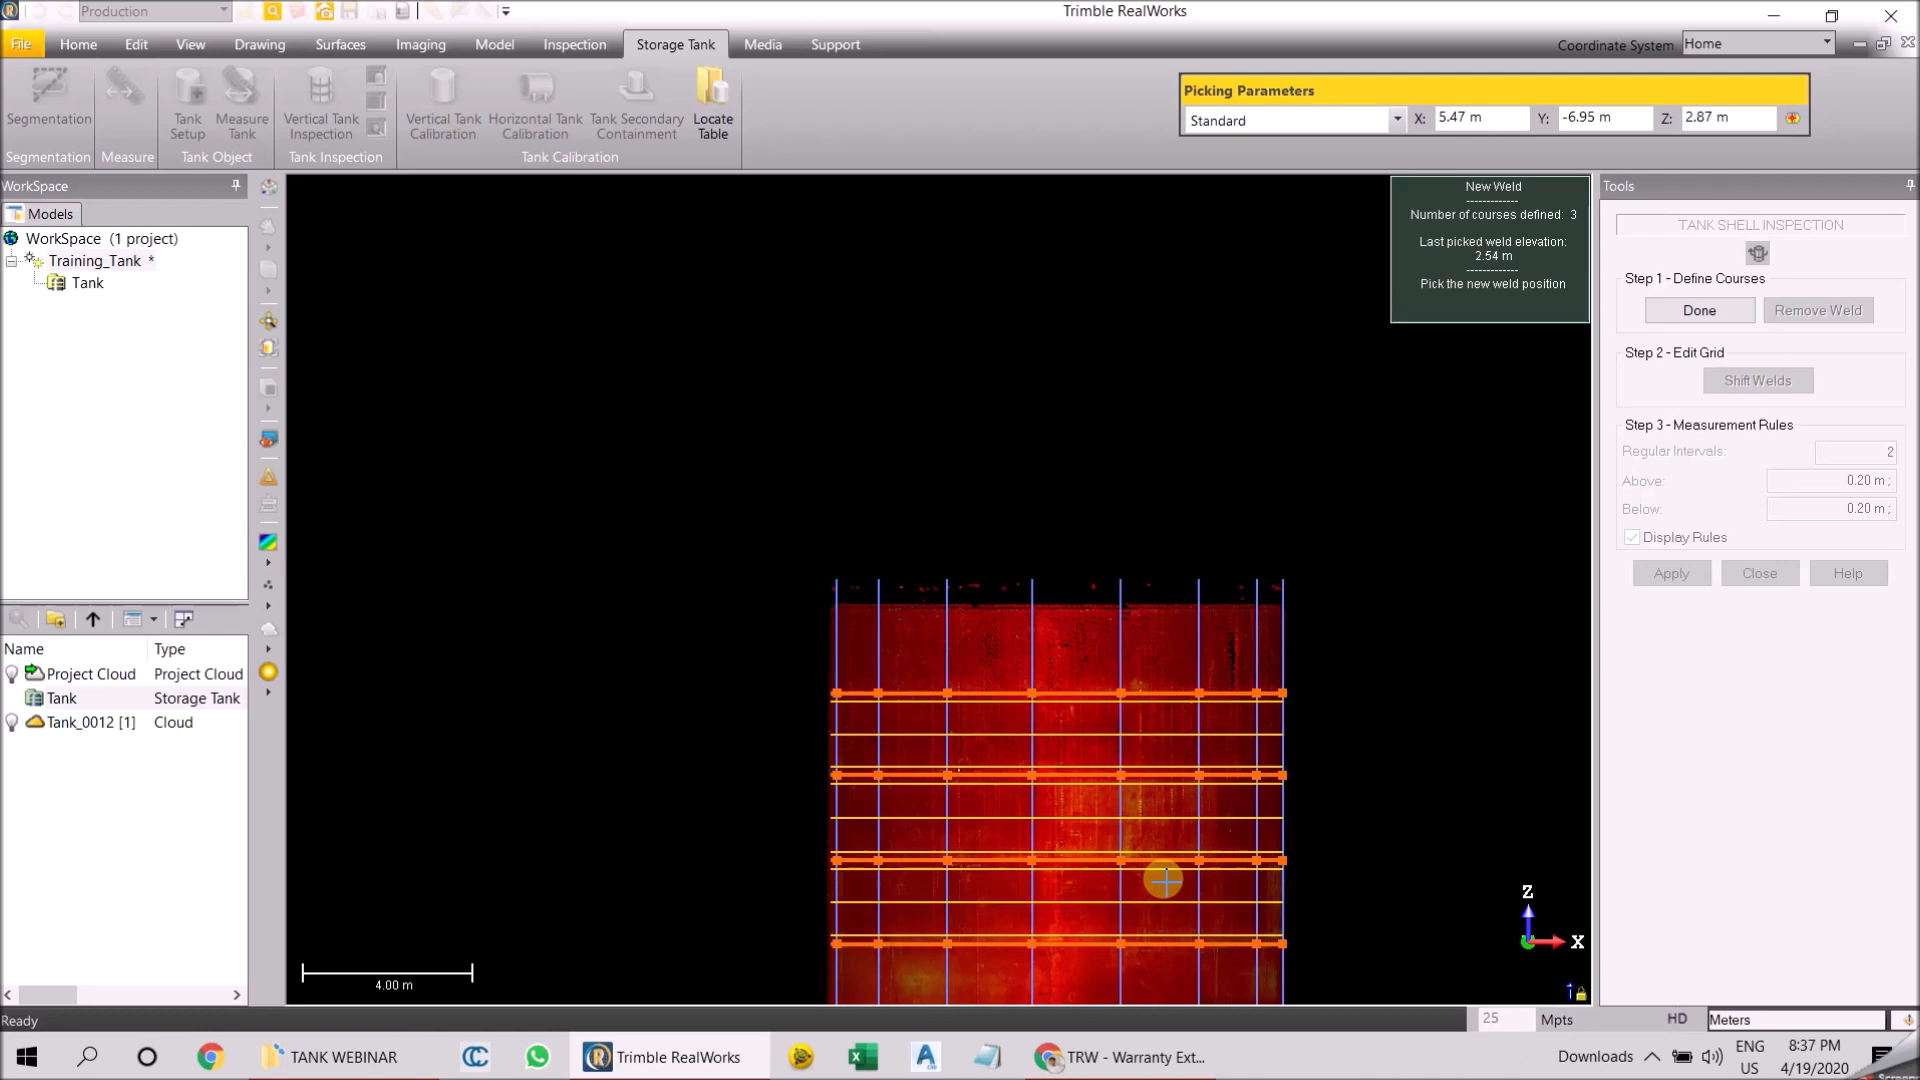 Production
Trimble RealWorks
File
Home
Edit
View
Drawing
Surfaces
Imaging
Model
Inspection
Storage Tank
Media
Support
Coordinate System
Home
Segmentation
Tank Setup
Measure Tank
Vertical Tank Inspection
Vertical Tank Calibration
Horizontal Tank Calibration
Tank Secondary Containment
Locate Table
Segmentation
Measure
Tank Object
Tank Inspection
Tank Calibration
Picking Parameters
Standard
X: 5.47 m
Y: -6.95 m
Z: 2.87 m
WorkSpace
Models
WorkSpace (1 project)
Training_Tank *
Tank
Name Type
Project Cloud Project Cloud
Tank Storage Tank
Tank_0012 [1] Cloud
New Weld
-------------
Number of courses defined: 3
Last picked weld elevation:
2.54 m
-------------
Pick the new weld position
4.00 m
Z
X
Tools
TANK SHELL INSPECTION
Step 1 - Define Courses
Done
Remove Weld
Step 2 - Edit Grid
Shift Welds
Step 3 - Measurement Rules
Regular Intervals: 2
Above: 0.20 m ;
Below: 0.20 m ;
Display Rules
Apply
Close
Help
Ready
25 Mpts
HD
Meters
TANK WEBINAR
Trimble RealWorks
TRW - Warranty Ext...
Downloads
ENG
US
8:37 PM
4/19/2020